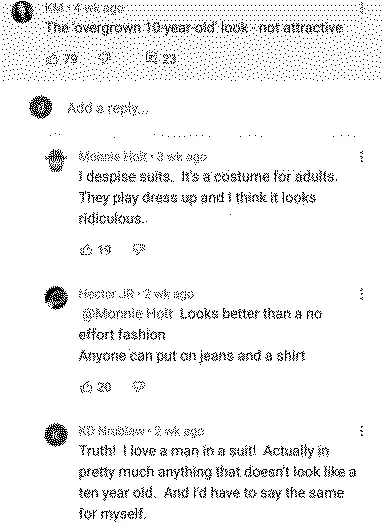 KM • 4 wk ago
The 'overgrown 10-year-old' look - not attractive
79 23
Add a reply...
Monnie Holt • 3 wk ago
I despise suits. It's a costume for adults.
They play dress up and I think it looks
ridiculous.
19
Hector JR • 2 wk ago
@Monnie Holt Looks better than a no
effort fashion
Anyone can put on jeans and a shirt
20
KD • 2 wk ago
Truth! I love a man in a suit! Actually in
pretty much anything that doesn't look like a
ten year old. And I'd have to say the same
for myself.